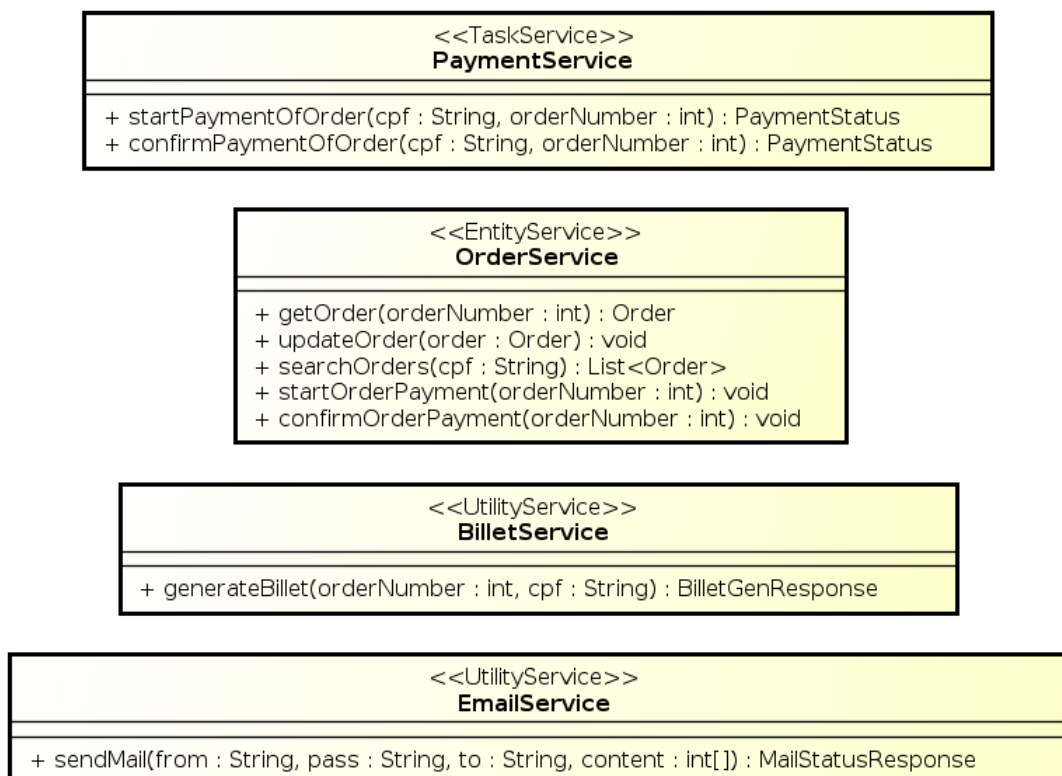 <<TaskService>>
PaymentService
+ startPaymentOfOrder(cpf : String, orderNumber : int) : PaymentStatus
+ confirmPaymentOfOrder(cpf : String, orderNumber : int) : PaymentStatus
<<EntityService>>
OrderService
+ getOrder(orderNumber : int) : Order
+ updateOrder(order : Order) : void
+ searchOrders(cpf : String) : List<Order>
+ startOrderPayment(orderNumber : int) : void
+ confirmOrderPayment(orderNumber : int) : void
<<UtilityService>>
BilletService
+ generateBillet(orderNumber : int, cpf : String) : BilletGenResponse
<<UtilityService>>
EmailService
+ sendMail(from : String, pass : String, to : String, content : int[]) : MailStatusResponse